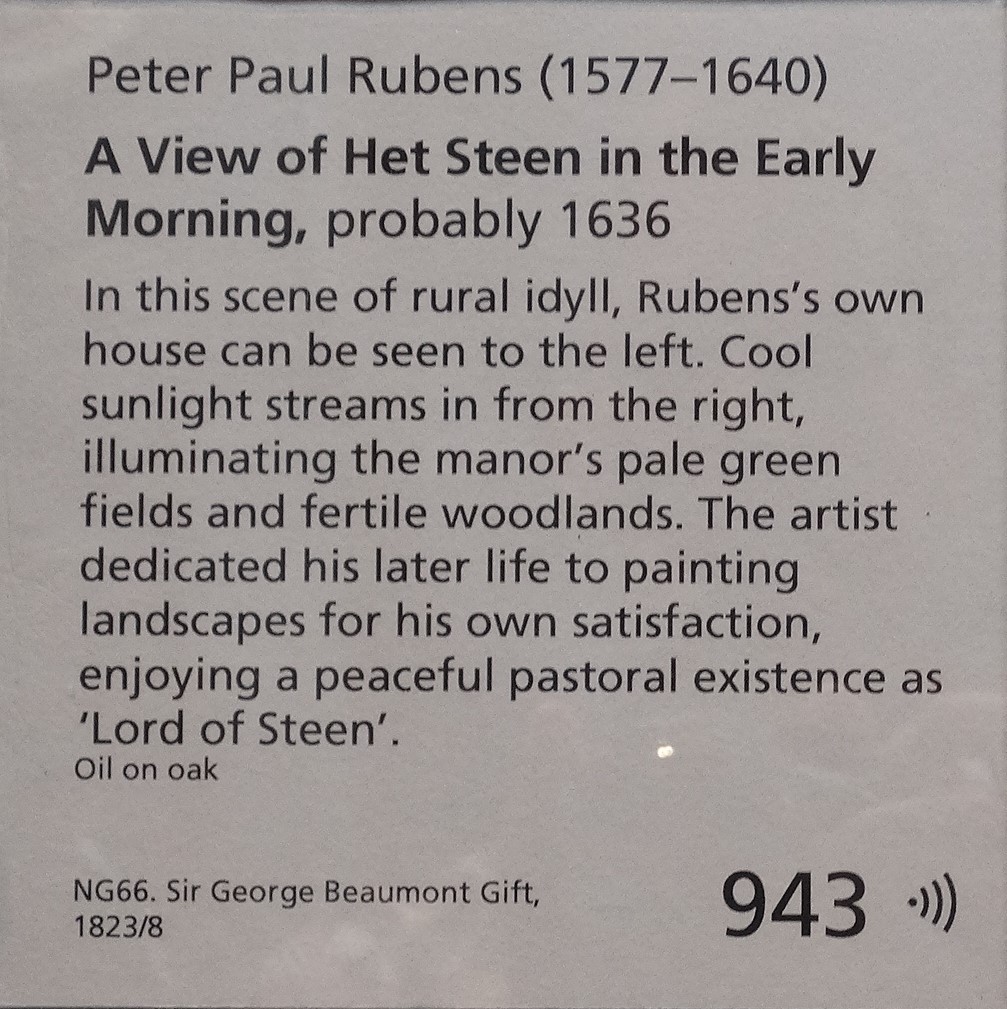 Peter Paul Rubens (1577–1640)
A View of Het Steen in the Early
Morning, probably 1636
In this scene of rural idyll, Rubens’s own
house can be seen to the left. Cool
sunlight streams in from the right,
illuminating the manor’s pale green
fields and fertile woodlands. The artist
dedicated his later life to painting
landscapes for his own satisfaction,
enjoying a peaceful pastoral existence as
‘Lord of Steen’.
Oil on oak
NG66. Sir George Beaumont Gift,
1823/8
943